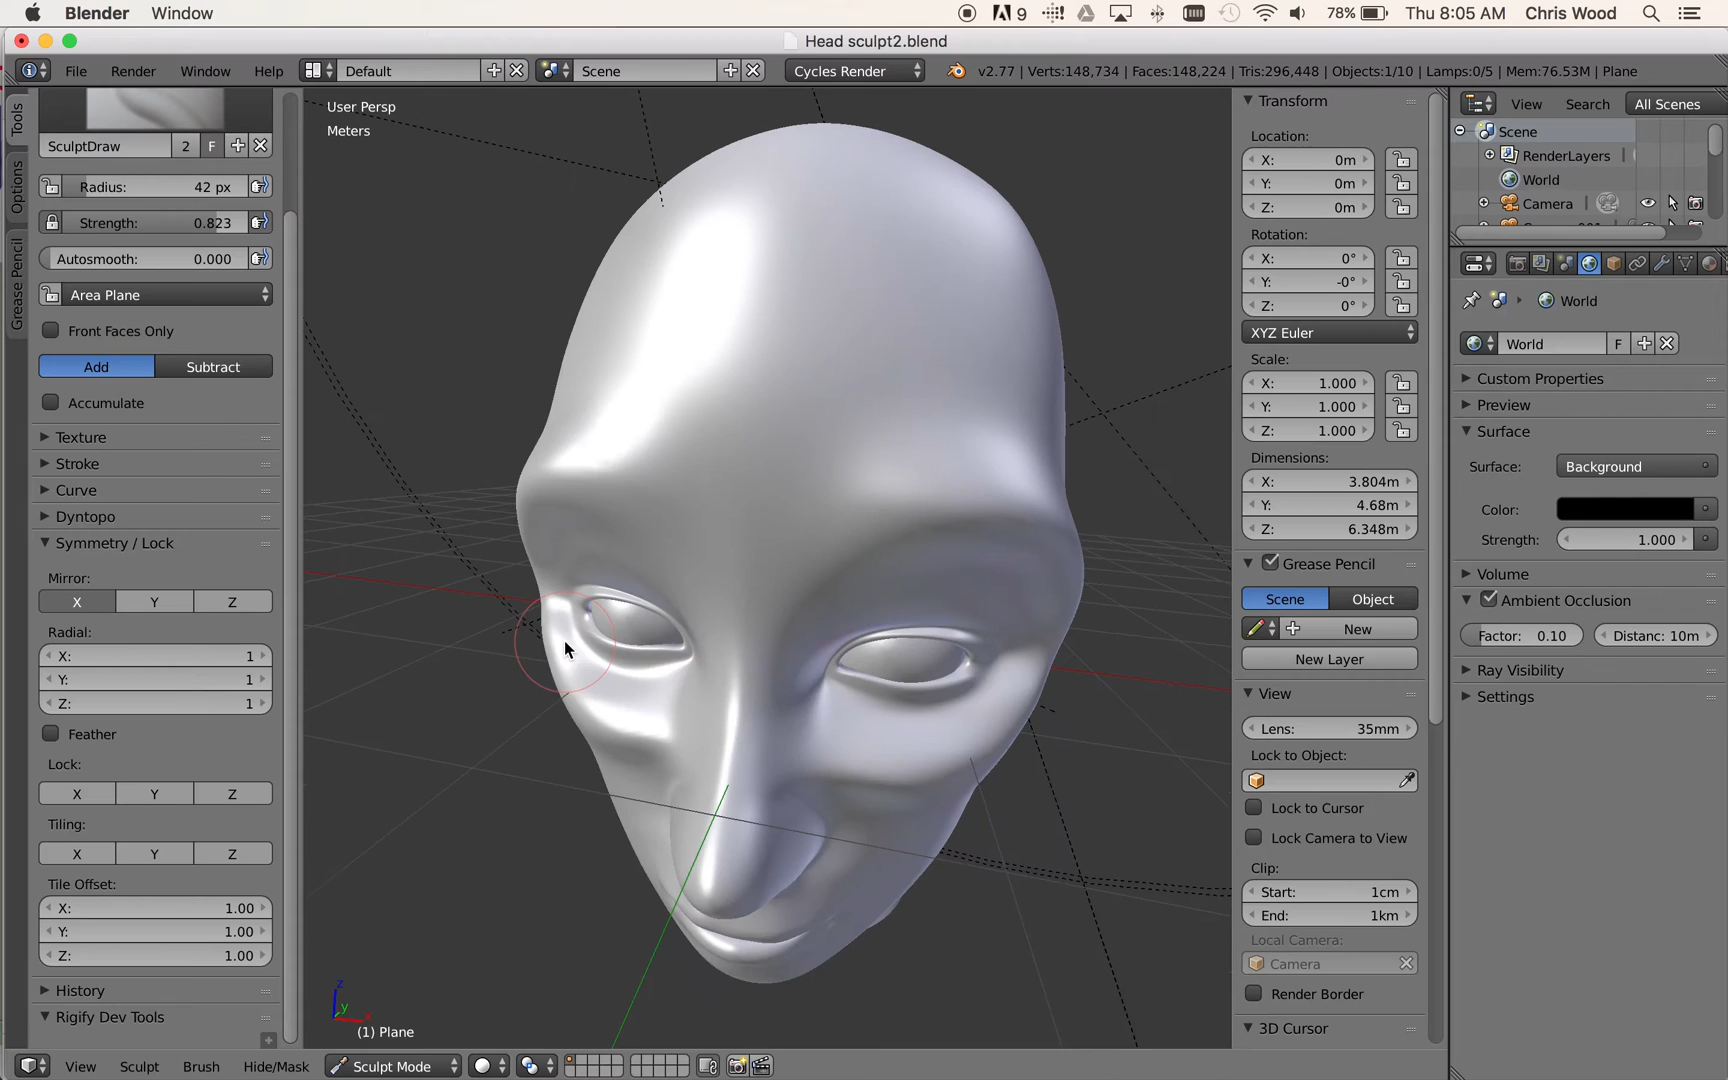 Blender Window 9 78% Thu 8:05 AM Chris Wood
Head sculpt2.blend
File Render Window Help Default Scene Cycles Render v2.77 | Verts:148,734 | Faces:148,224 | Tris:296,448 | Objects:1/10 | Lamps:0/5 | Mem:76.53M | Plane
Tools
Options
Grease Pencil
SculptDraw 2 F
Radius: 42 px
Strength: 0.823
Autosmooth: 0.000
Area Plane
Front Faces Only
Add Subtract
Accumulate
Texture
Stroke
Curve
Dyntopo
Symmetry / Lock
Mirror:
X Y Z
Radial:
X: 1
Y: 1
Z: 1
Feather
Lock:
X Y Z
Tiling:
X Y Z
Tile Offset:
X: 1.00
Y: 1.00
Z: 1.00
History
Rigify Dev Tools
User Persp
Meters
z
y
x
(1) Plane
View Sculpt Brush Hide/Mask Sculpt Mode
Transform
Location:
X: 0m
Y: 0m
Z: 0m
Rotation:
X: 0°
Y: -0°
Z: 0°
XYZ Euler
Scale:
X: 1.000
Y: 1.000
Z: 1.000
Dimensions:
X: 3.804m
Y: 4.68m
Z: 6.348m
Grease Pencil
Scene Object
New
New Layer
View
Lens: 35mm
Lock to Object:
Lock to Cursor
Lock Camera to View
Clip:
Start: 1cm
End: 1km
Local Camera:
Camera
Render Border
3D Cursor
View Search All Scenes
Scene
RenderLayers
World
Camera
World
World F
Custom Properties
Preview
Surface
Surface: Background
Color:
Strength: 1.000
Volume
Ambient Occlusion
Factor: 0.10 Distanc: 10m
Ray Visibility
Settings